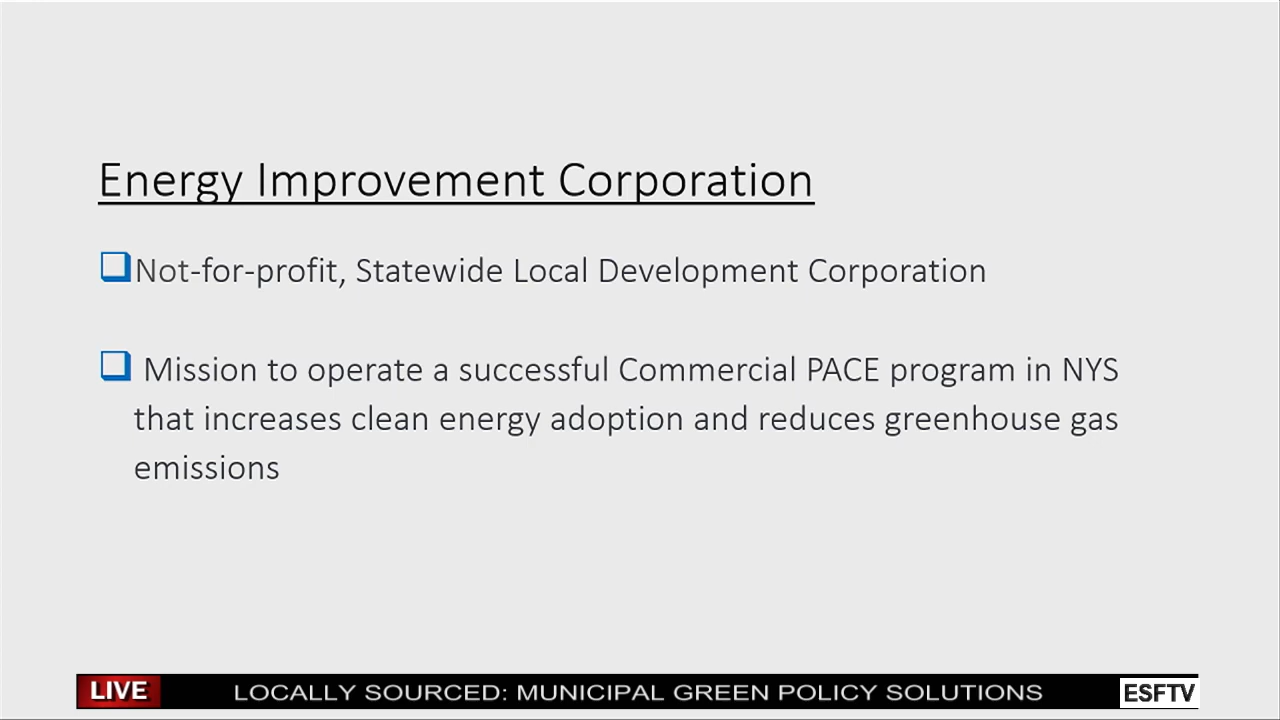 Energy Improvement Corporation
Not-for-profit, Statewide Local Development Corporation
Mission to operate a successful Commercial PACE program in NYS
that increases clean energy adoption and reduces greenhouse gas
emissions
LIVE LOCALLY SOURCED: MUNICIPAL GREEN POLICY SOLUTIONS ESFTV